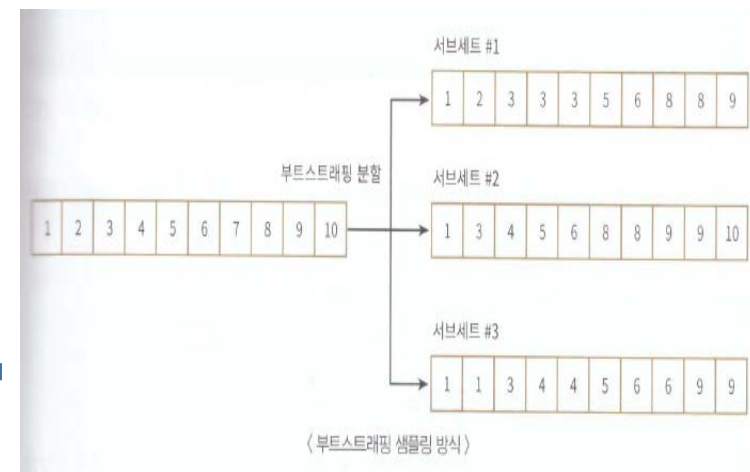 서브세트 #1
1 2 3 3 3 5 6 8 8 9
부트스트래핑 분할
서브세트 #2
1 2 3 4 5 6 7 8 9 10
1 3 4 5 6 8 8 9 9 10
서브세트 #3
1 1 3 4 4 5 6 6 9 9
〈 부트스트래핑 샘플링 방식 〉